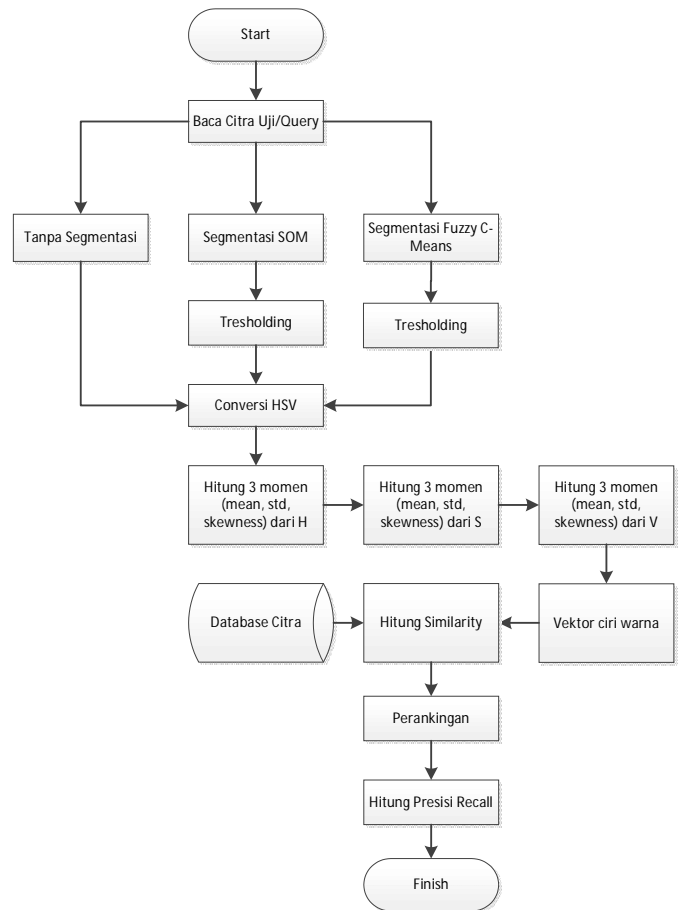 Start
Baca Citra Uji/Query
Tanpa Segmentasi
Segmentasi SOM
Segmentasi Fuzzy C-
Means
Tresholding
Tresholding
Conversi HSV
Hitung 3 momen
(mean, std,
skewness) dari H
Hitung 3 momen
(mean, std,
skewness) dari S
Hitung 3 momen
(mean, std,
skewness) dari V
Database Citra
Hitung Similarity
Vektor ciri warna
Perankingan
Hitung Presisi Recall
Finish